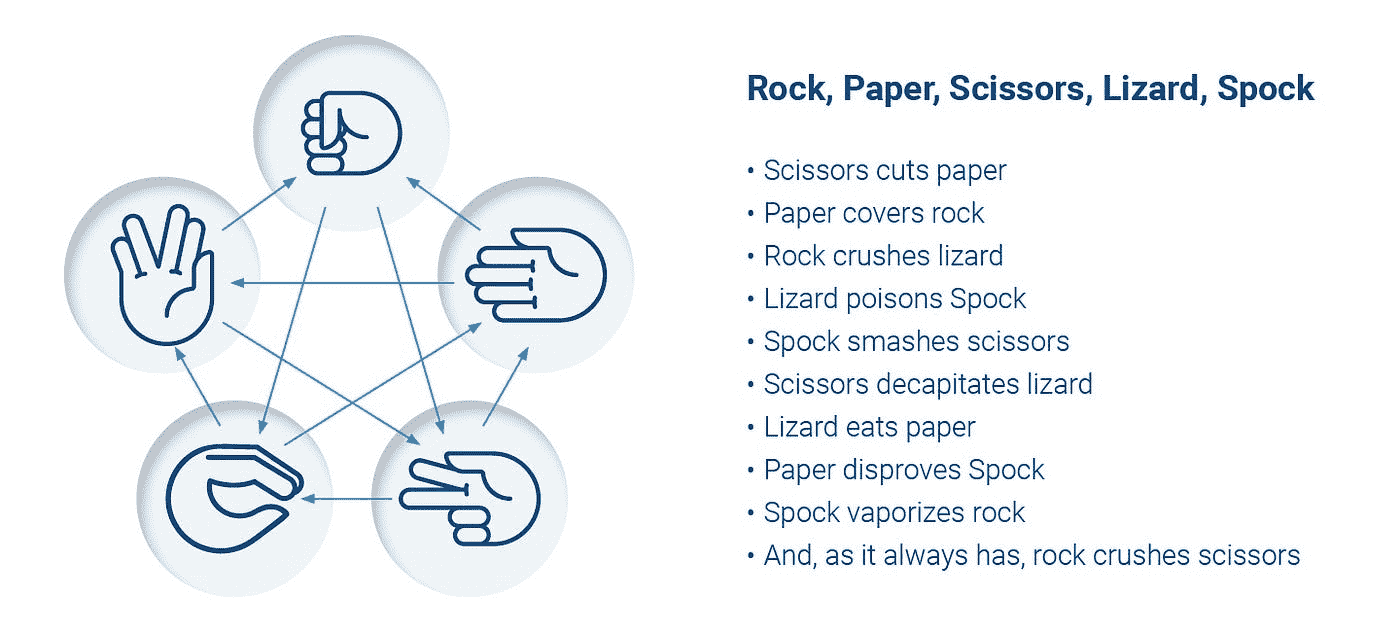 Rock, Paper, Scissors, Lizard, Spock
• Scissors cuts paper
• Paper covers rock
• Rock crushes lizard
• Lizard poisons Spock
• Spock smashes scissors
• Scissors decapitates lizard
• Lizard eats paper
• Paper disproves Spock
• Spock vaporizes rock
• And, as it always has, rock crushes scissors